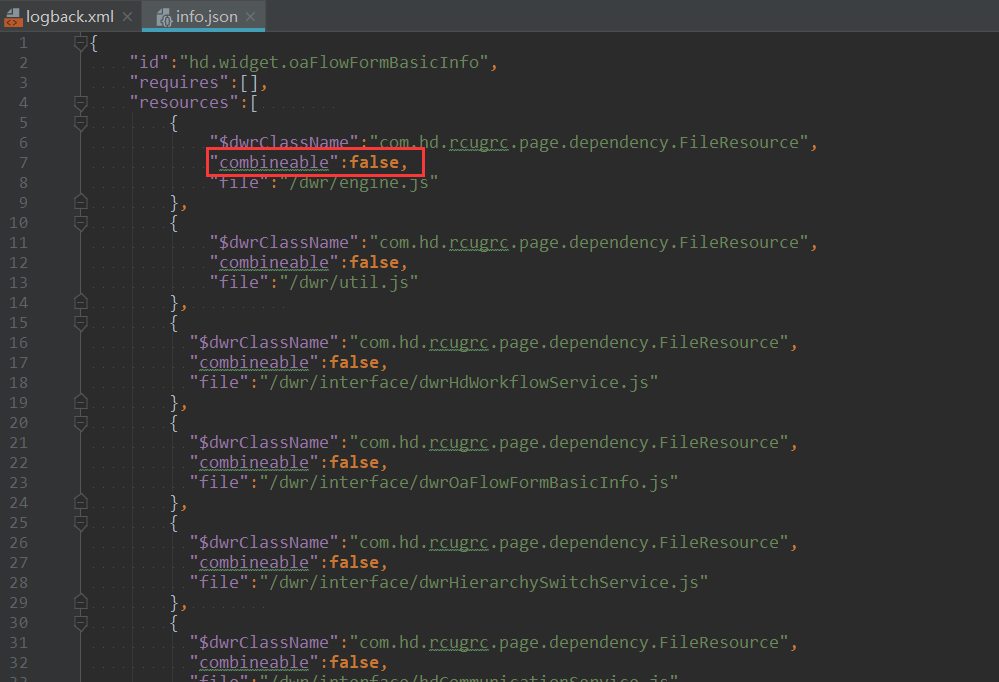 logback.xml × info.json ×
1 {
2 "id":"hd.widget.oaFlowFormBasicInfo",
3 "requires":[],
4 "resources":[
5 {
6 "$dwrClassName":"com.hd.rcugrc.page.dependency.FileResource",
7 "combineable":false,
8 "file":"/dwr/engine.js"
9 },
10 {
11 "$dwrClassName":"com.hd.rcugrc.page.dependency.FileResource",
12 "combineable":false,
13 "file":"/dwr/util.js"
14 },
15 {
16 "$dwrClassName":"com.hd.rcugrc.page.dependency.FileResource",
17 "combineable":false,
18 "file":"/dwr/interface/dwrHdWorkflowService.js"
19 },
20 {
21 "$dwrClassName":"com.hd.rcugrc.page.dependency.FileResource",
22 "combineable":false,
23 "file":"/dwr/interface/dwrOaFlowFormBasicInfo.js"
24 },
25 {
26 "$dwrClassName":"com.hd.rcugrc.page.dependency.FileResource",
27 "combineable":false,
28 "file":"/dwr/interface/dwrHierarchySwitchService.js"
29 },
30 {
31 "$dwrClassName":"com.hd.rcugrc.page.dependency.FileResource",
32 "combineable":false,
33 "file":"/dwr/interface/hdCommunicationService.js"